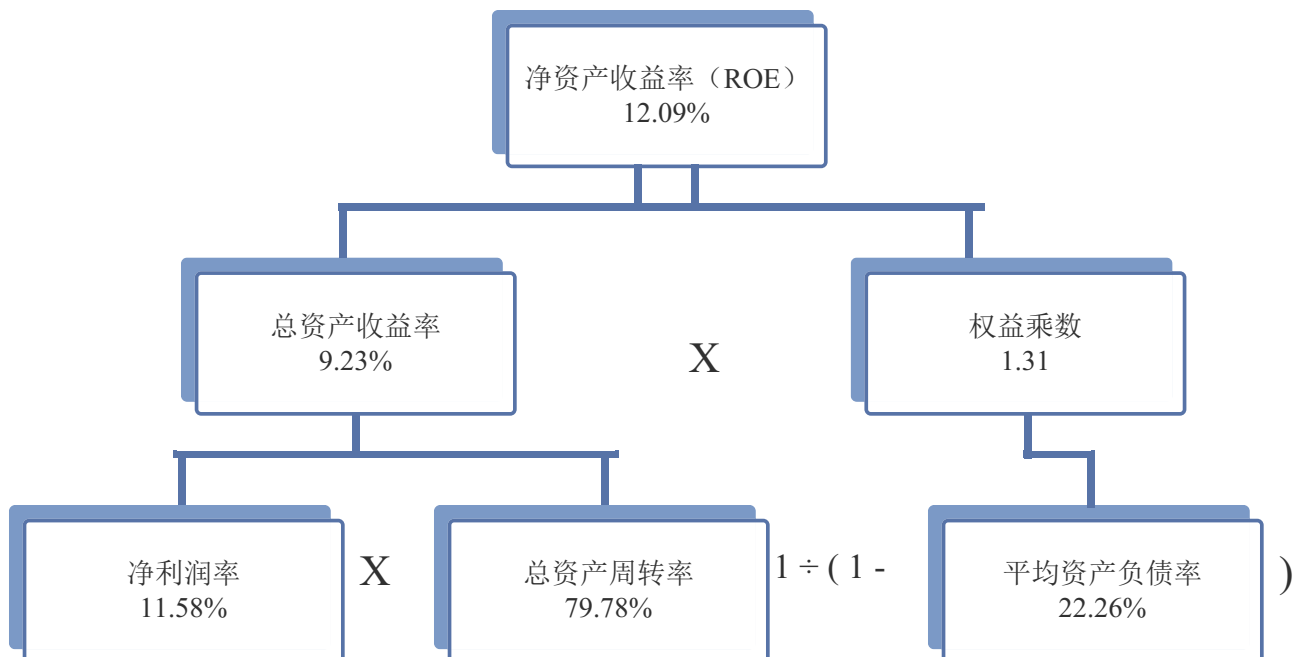 净资产收益率（ROE）
12.09%
总资产收益率
9.23%
X
权益乘数
1.31
净利润率
11.58%
X
总资产周转率
79.78%
1 ÷ ( 1 -
平均资产负债率
22.26%
)